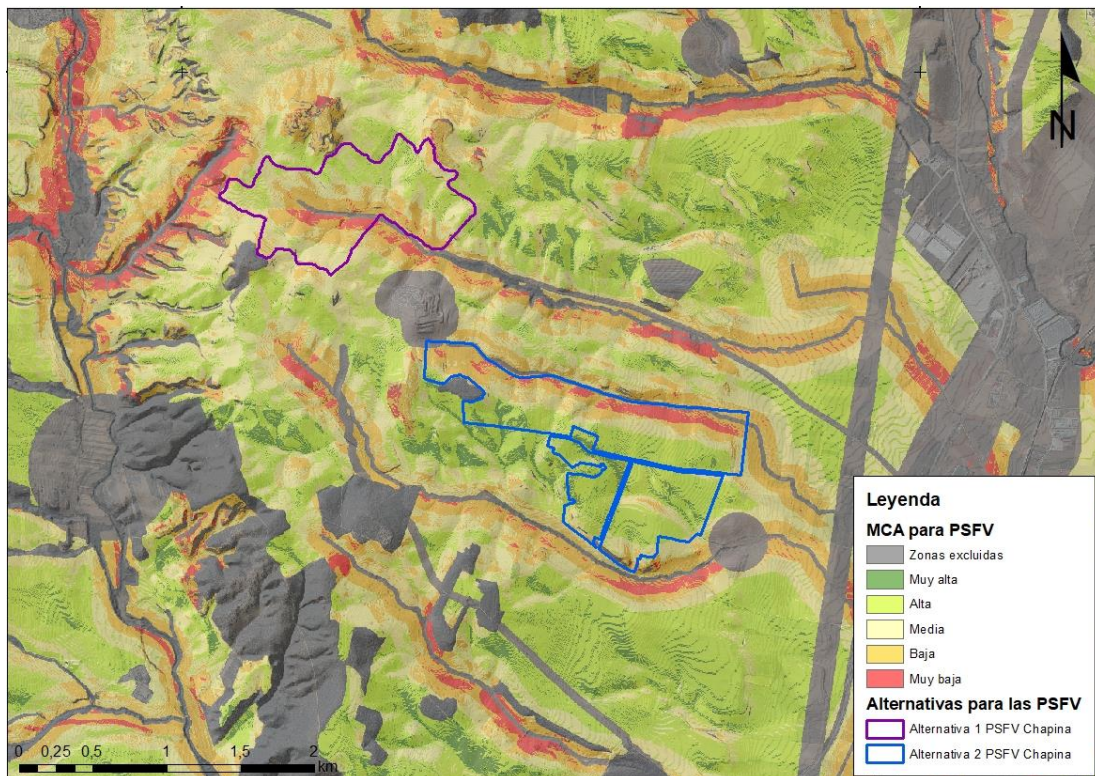 N
Leyenda
MCA para PSFV
Zonas excluidas
Muy alta
Alta
Media
Baja
Muy baja
Alternativas para las PSFV
Alternativa 1 PSFV Chapina
Alternativa 2 PSFV Chapina
0 0,25 0,5 1 1,5 2
km